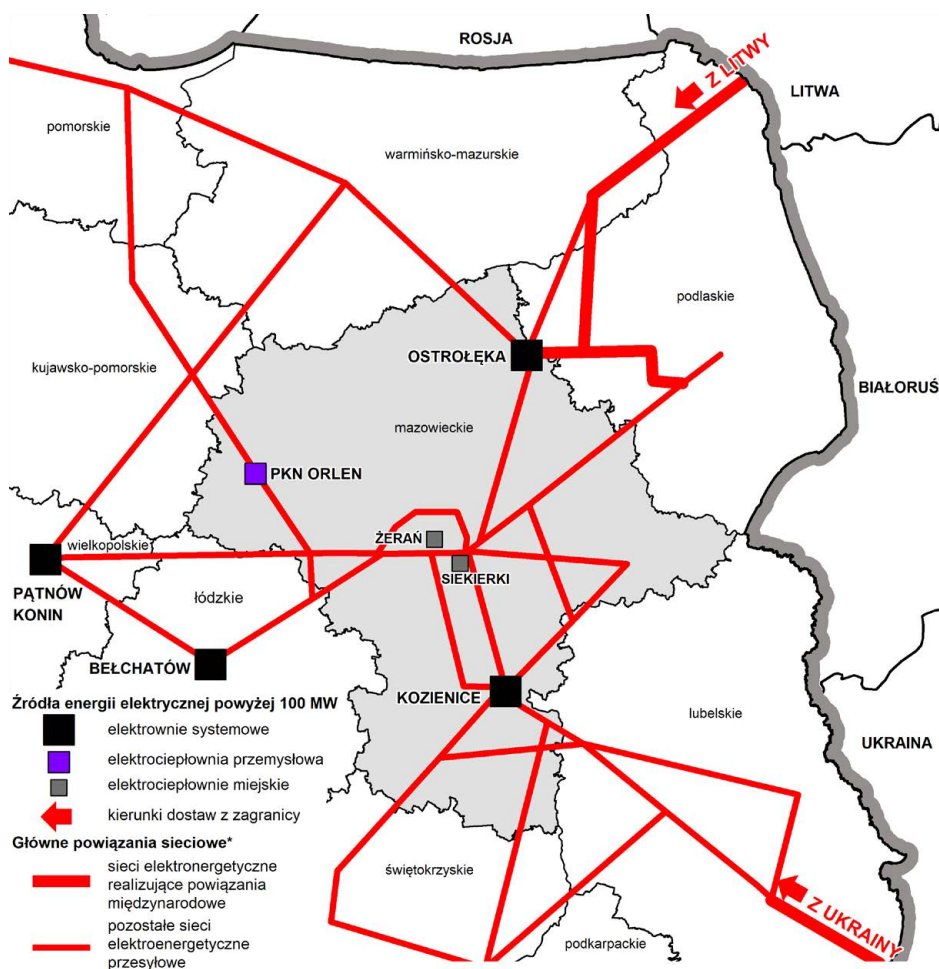 ROSJA
Z LITWY
LITWA
pomorskie
warmińsko-mazurskie
podlaskie
OSTROŁĘKA
kujawsko-pomorskie
BIAŁORUŚ
mazowieckie
PKN ORLEN
ŻERAŃ
wielkopolskie
SIEKIERKI
PĄTNÓW
KONIN
łódzkie
BEŁCHATÓW
KOZIENICE
lubelskie
UKRAINA
Źródła energii elektrycznej powyżej 100 MW
elektrownie systemowe
elektrociepłownia przemysłowa
elektrociepłownie miejskie
kierunki dostaw z zagranicy
Główne powiązania sieciowe*
sieci elektronergetyczne
realizujące powiązania
międzynarodowe
pozostałe sieci
elektroenergetyczne
przesyłowe
świętokrzyskie
Z UKRAINY
podkarpackie